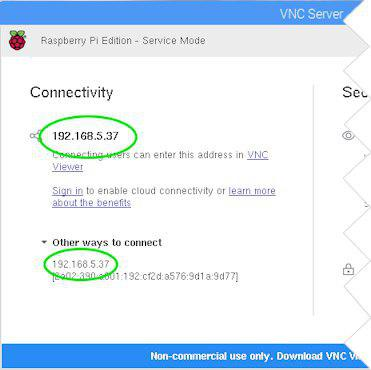 VNC Server
Raspberry Pi Edition - Service Mode
Connectivity
192.168.5.37
Connecting users can enter this address in VNC
Viewer
Sign in to enable cloud connectivity or learn more
about the benefits
Other ways to connect
192.168.5.37
[2a02:390:a001:192:cf2d:a576:9d1a:9d77]
Sec
Non-commercial use only. Download VNC Vi